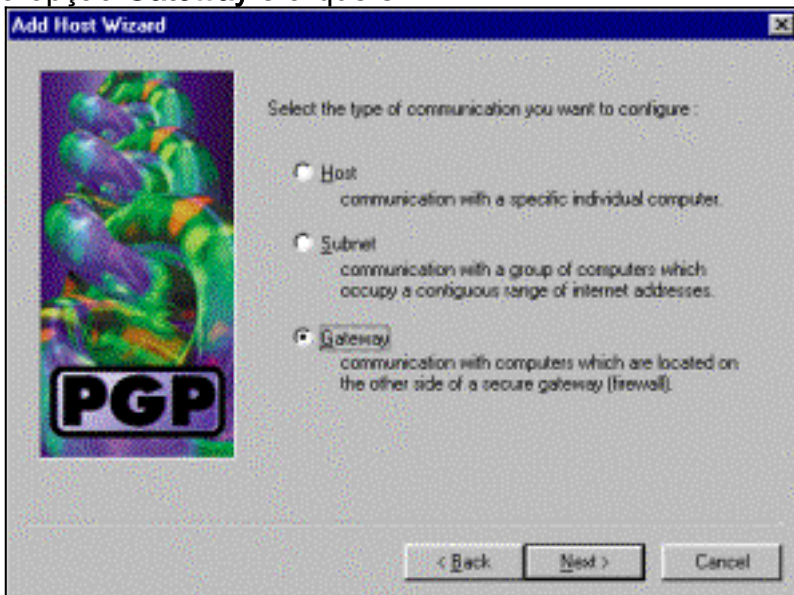 Add Host Wizard
Select the type of communication you want to configure :
Host
communication with a specific individual computer.
Subnet
communication with a group of computers which
occupy a contiguous range of internet addresses.
Gateway
communication with computers which are located on
the other side of a secure gateway (firewall).
PGP
< Back
Next >
Cancel